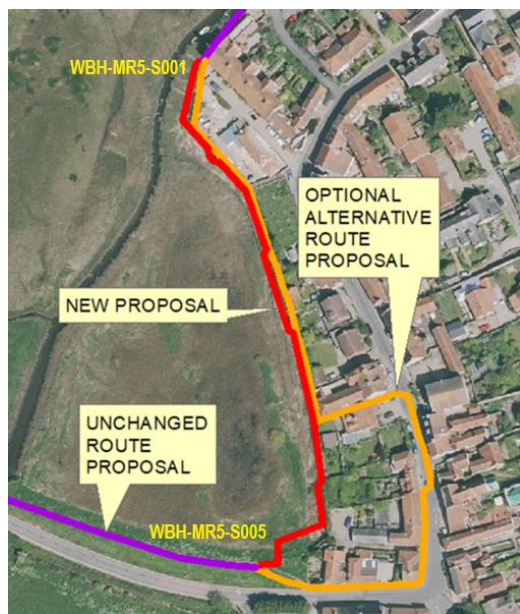 WBH-MR5-S001
OPTIONAL
ALTERNATIVE
ROUTE
PROPOSAL
NEW PROPOSAL
UNCHANGED
ROUTE
PROPOSAL
WBH-MR5-S005